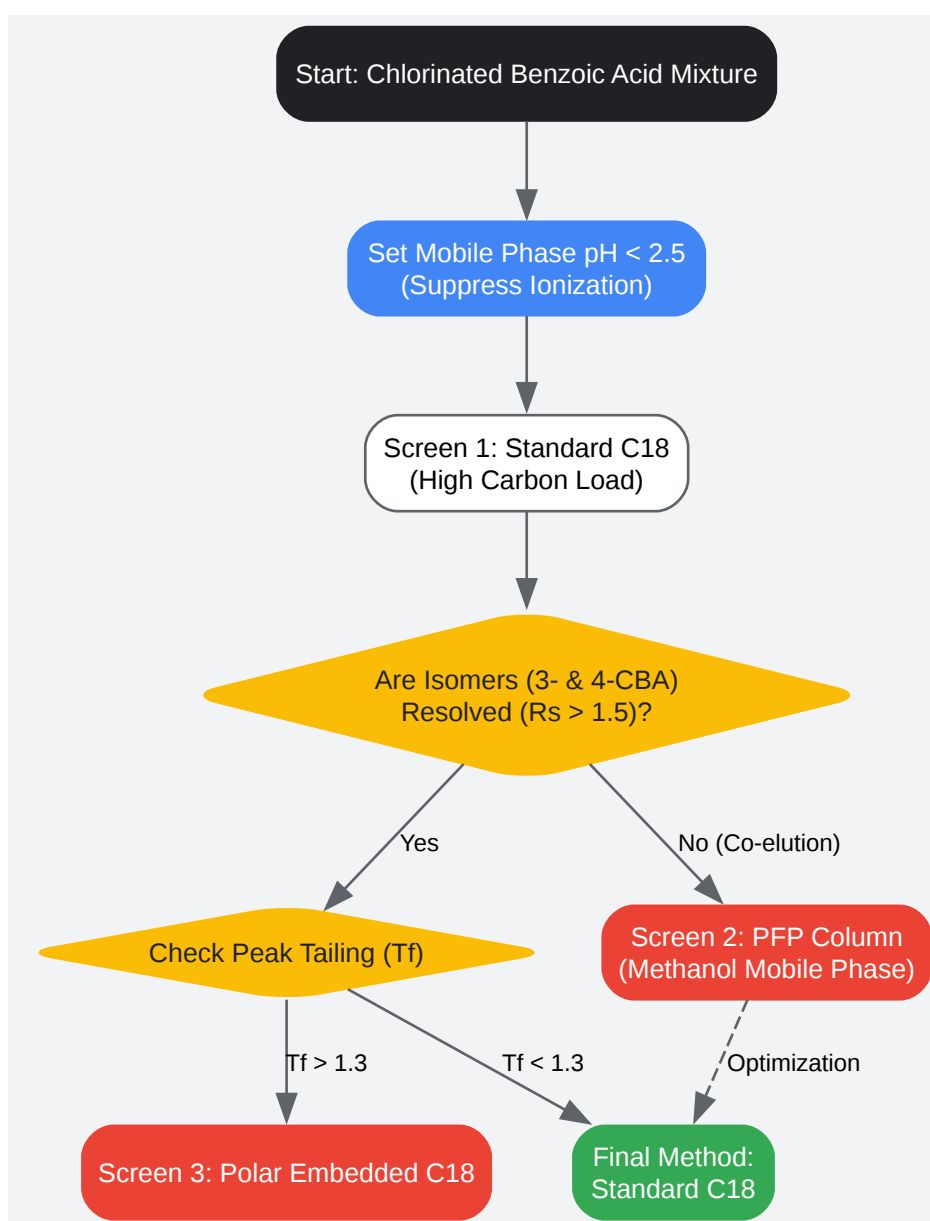 Start: Chlorinated Benzoic Acid Mixture
Set Mobile Phase pH < 2.5
(Suppress Ionization)
Screen 1: Standard C18
(High Carbon Load)
Are Isomers (3- & 4-CBA)
Resolved (Rs > 1.5)?
Yes
No (Co-elution)
Check Peak Tailing (Tf)
Screen 2: PFP Column
(Methanol Mobile Phase)
Tf > 1.3
Tf < 1.3
Optimization
Screen 3: Polar Embedded C18
Final Method:
Standard C18